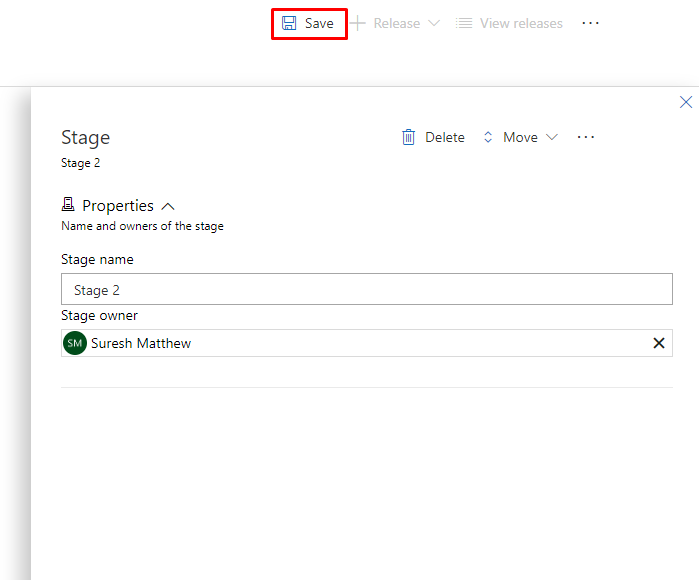 Save Release View releases ...
Stage Delete Move ...
Stage 2
Properties
Name and owners of the stage
Stage name
Stage 2
Stage owner
SM Suresh Matthew